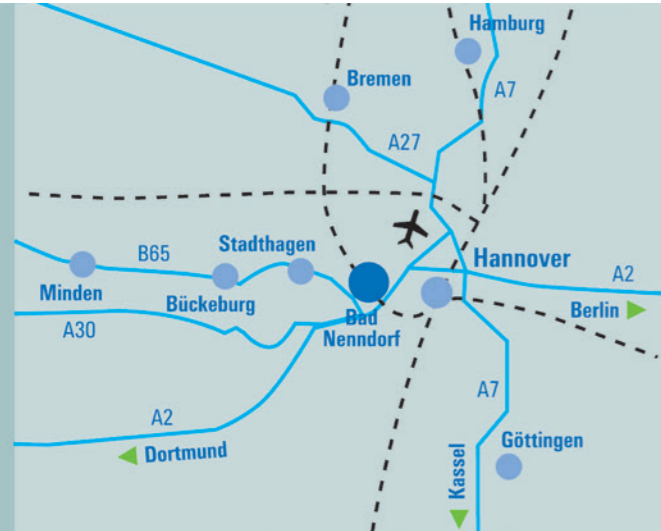 Hamburg
Bremen
A7
A27
Stadthagen
B65
Hannover
A2
Minden
Bückeburg
Berlin
Bad
Nenndorf
A30
A7
A2
Göttingen
Dortmund
Kassel